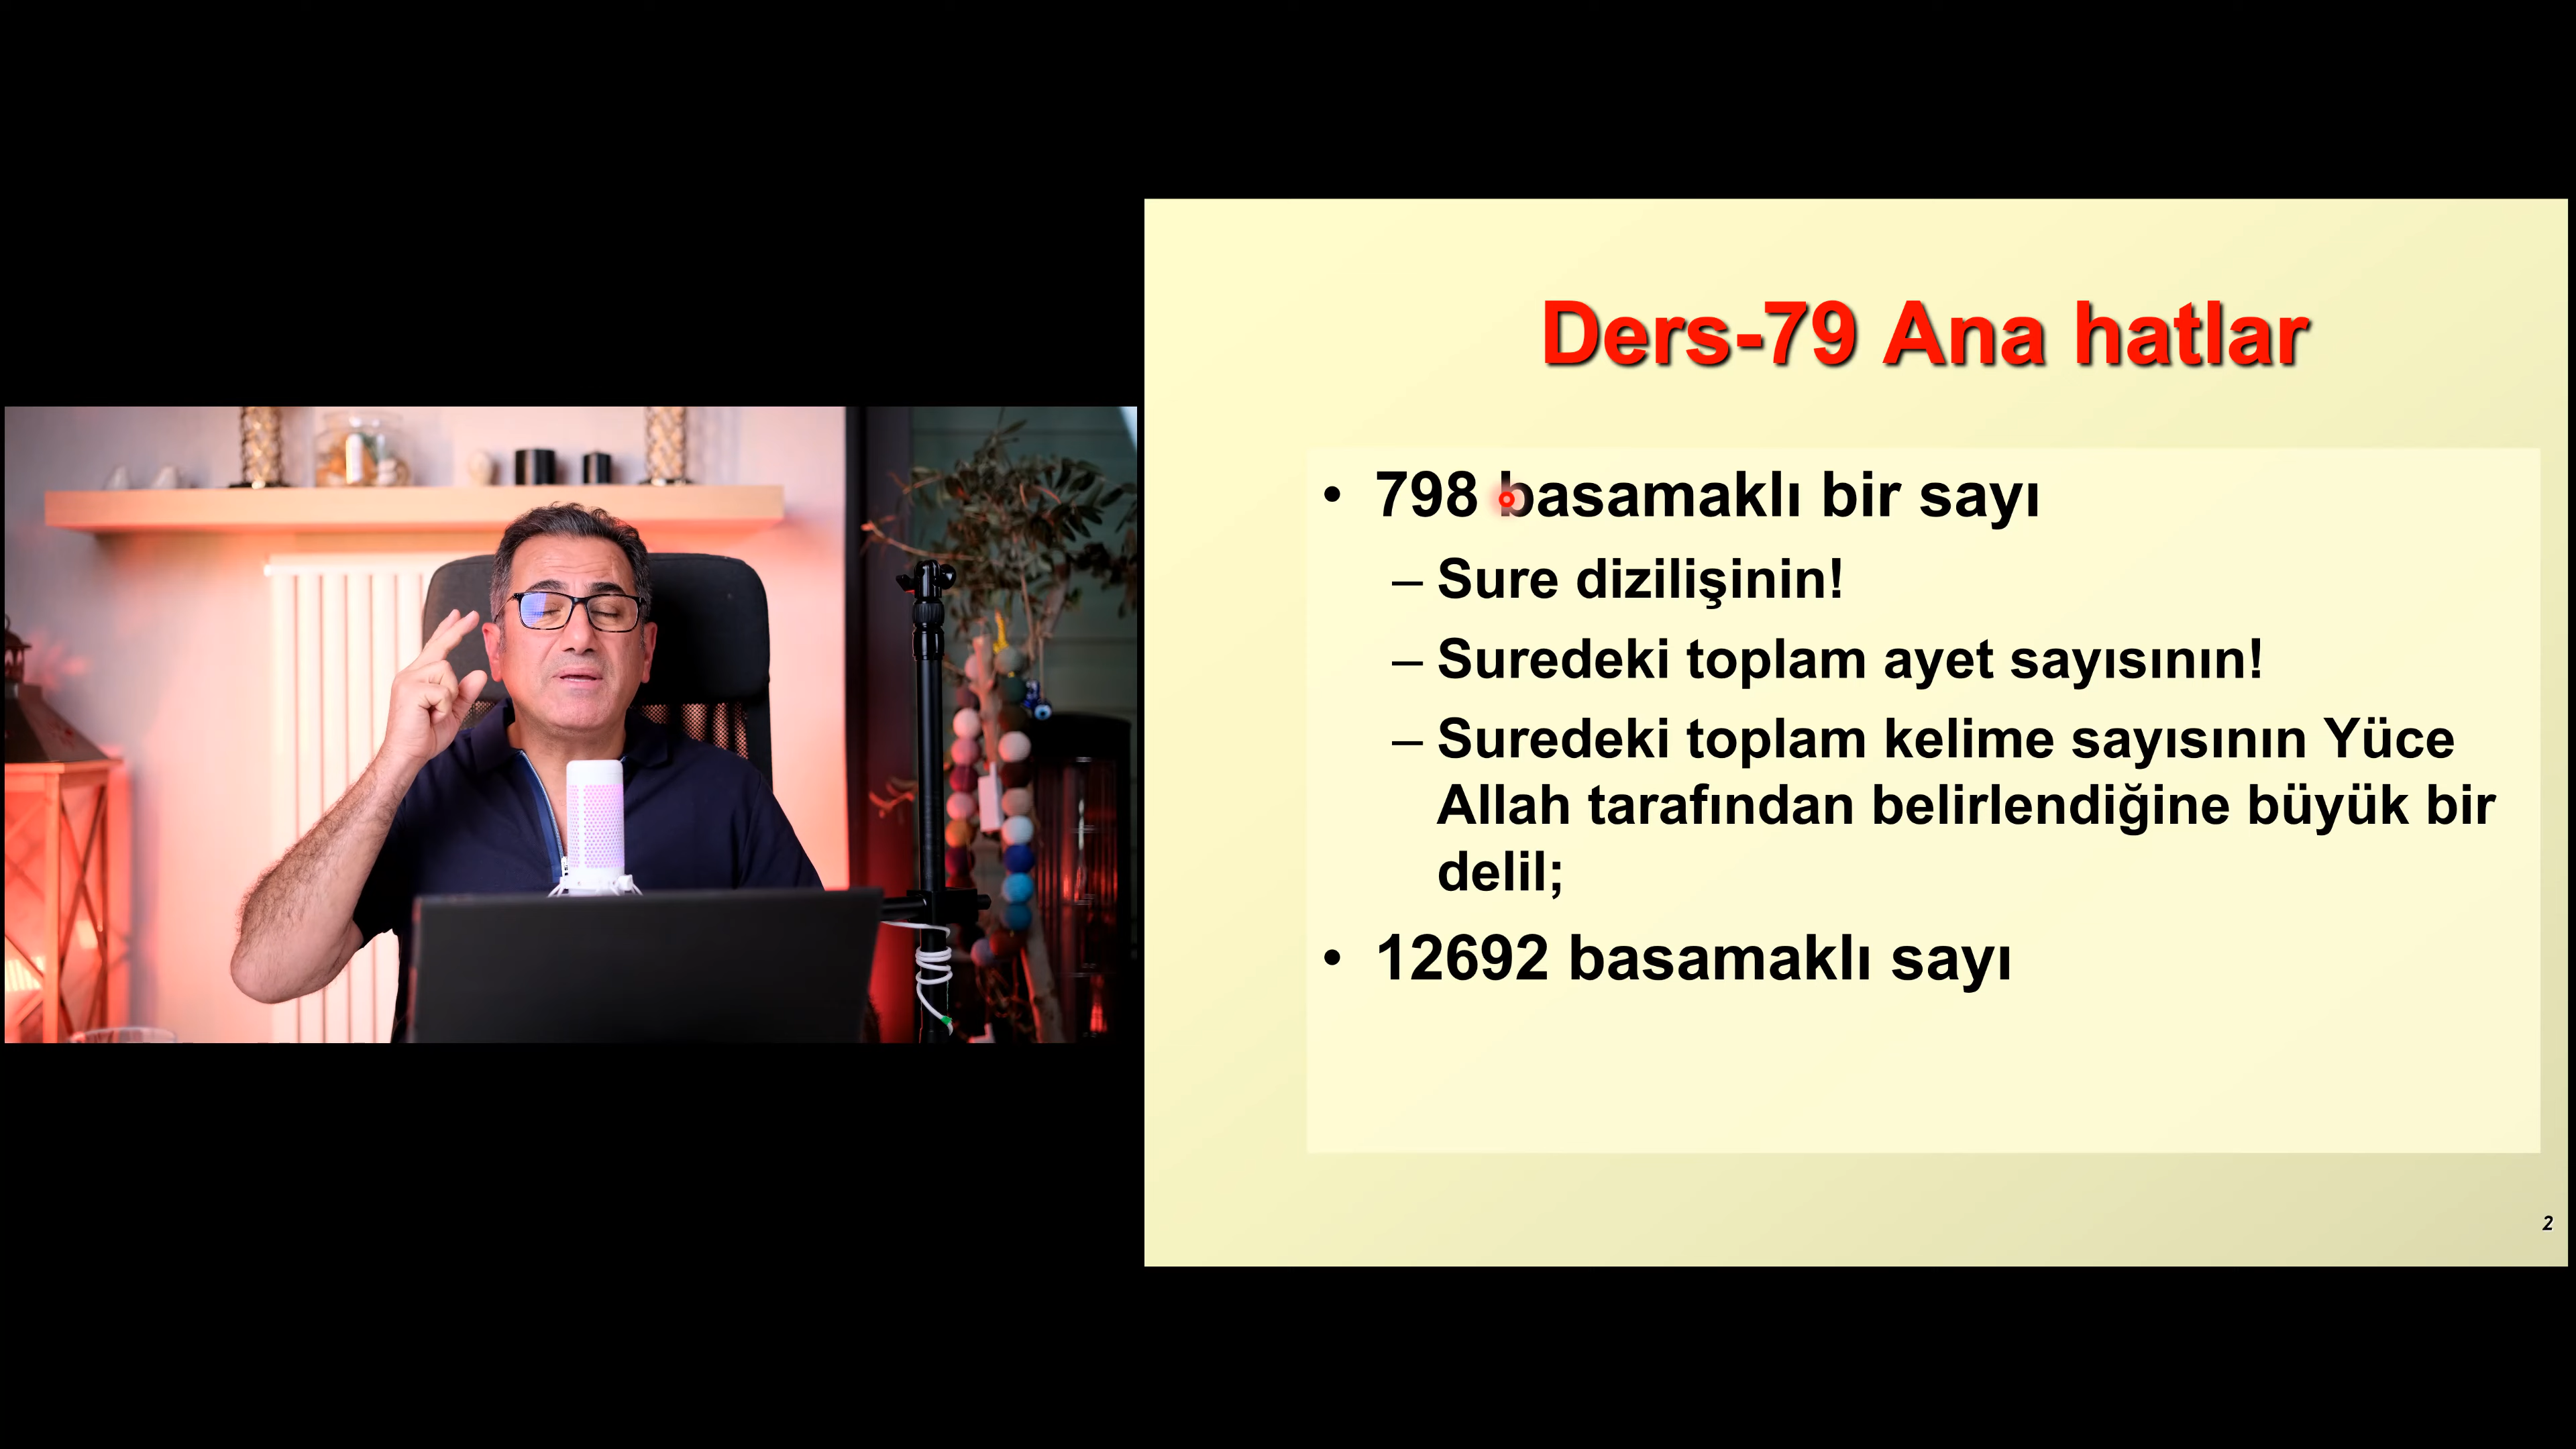 Ders-79 Ana hatlar
• 798 basamaklı bir sayı
– Sure dizilişinin!
– Suredeki toplam ayet sayısının!
– Suredeki toplam kelime sayısının Yüce
Allah tarafından belirlendiğine büyük bir
delil;
• 12692 basamaklı sayı
2